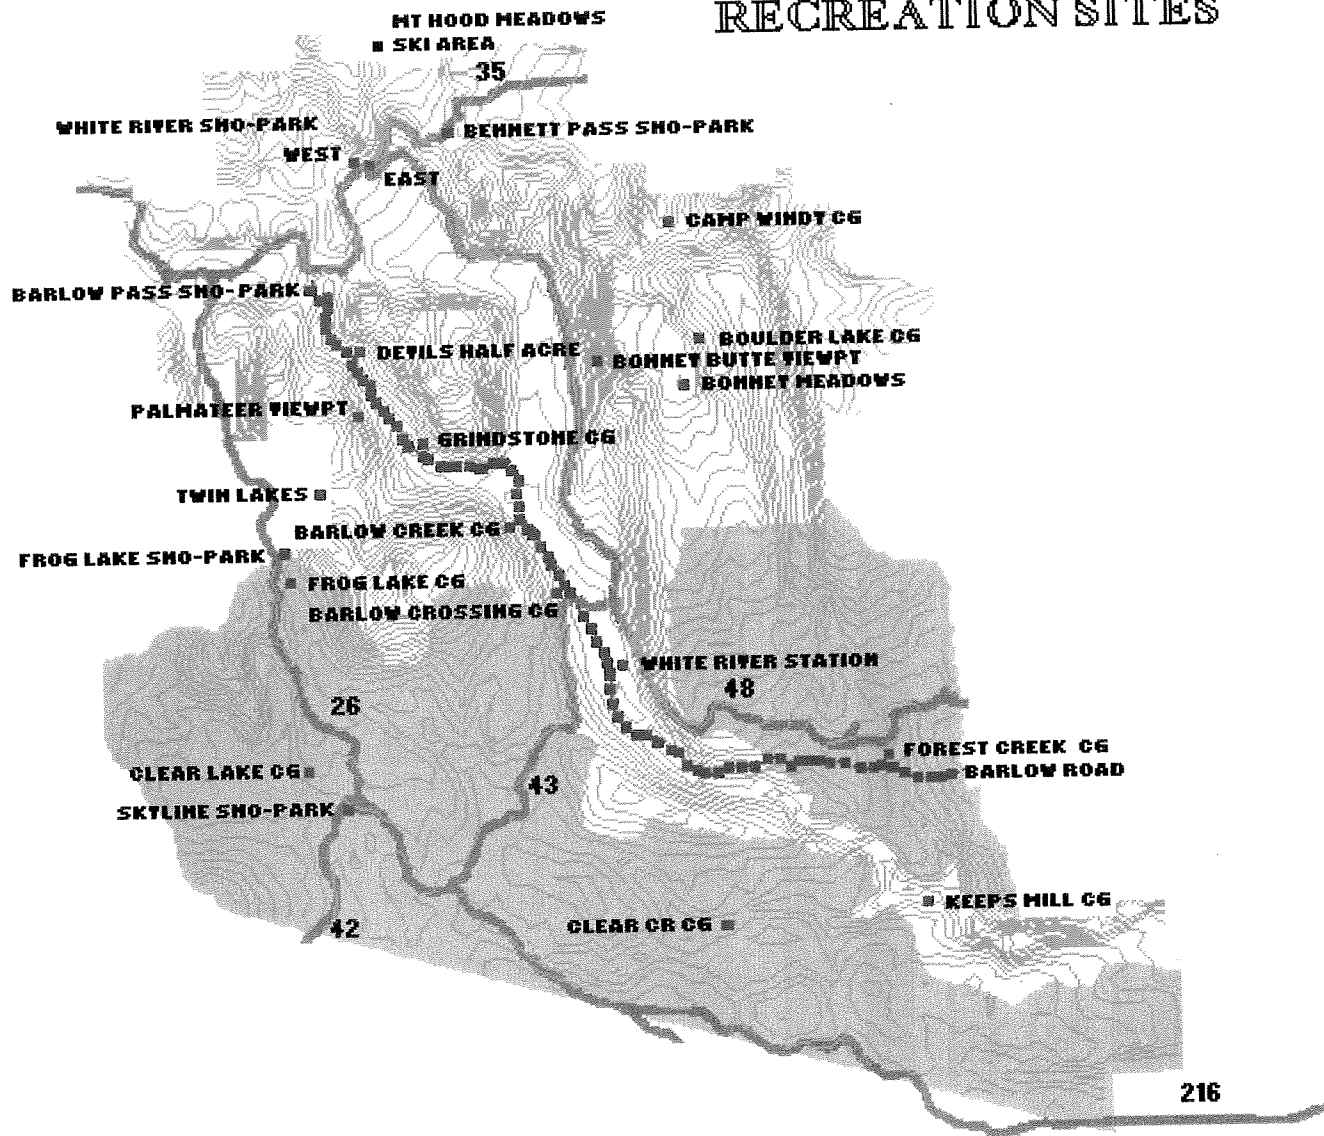 RECREATION SITES
MT HOOD MEADOWS
SKI AREA
35
WHITE RIVER SNO-PARK
BENNETT PASS SNO-PARK
WEST
EAST
CAMP WINDY CG
BARLOW PASS SNO-PARK
BOULDER LAKE CG
DEVILS HALF ACRE
BONNET BUTTE VIEWPT
BONNEY MEADOWS
PALMATEER VIEWPT
GRINDSTONE CG
TWIN LAKES
BARLOW CREEK CG
FROG LAKE SNO-PARK
FROG LAKE CG
BARLOW CROSSING CG
WHITE RIVER STATION
48
26
FOREST CREEK CG
CLEAR LAKE CG
BARLOW ROAD
43
SKYLINE SNO-PARK
KEEPS MILL CG
CLEAR CR CG
42
216